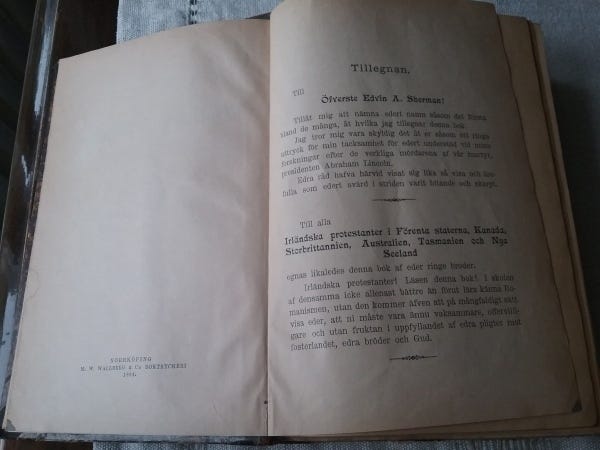 NORRKÖPING
M. W. WALLBERG & Co BOKTRYCKERI
1894.
Tillegnan.
Till
Öfverste Edvin A. Sherman!
Tillåt mig att nämna edert namn såsom det första
bland de många, åt hvilka jag tillegnar denna bok.
Jag tror mig vara skyldig det åt er såsom ett ringa
uttryck för min tacksamhet för edert understöd vid mina
forskningar efter de verkliga mördarena af vår martyr,
presidenten Abraham Lincoln.
Edra råd hafva härvid visat sig lika så visa och
fulla som edert svärd i striden varit bitande och skarpt.
Till alla
Irländska protestanter i Förenta staterna, Kanada,
Storbrittannien, Australien, Tasmanien och Nya
Seeland
egnas likaledes denna bok af eder ringe broder.
Irländska protestanter! Läsen denna bok! I skolen
af densamma icke allenast bättre än förut lära känna Ro-
manismen, utan den kommer äfven att på mångfaldigt sätt
visa eder, att ni måste vara ännu vaksammare, offervilli-
gare och utan fruktan i uppfyllandet af edra pligter mot
fosterlandet, edra bröder och Gud.